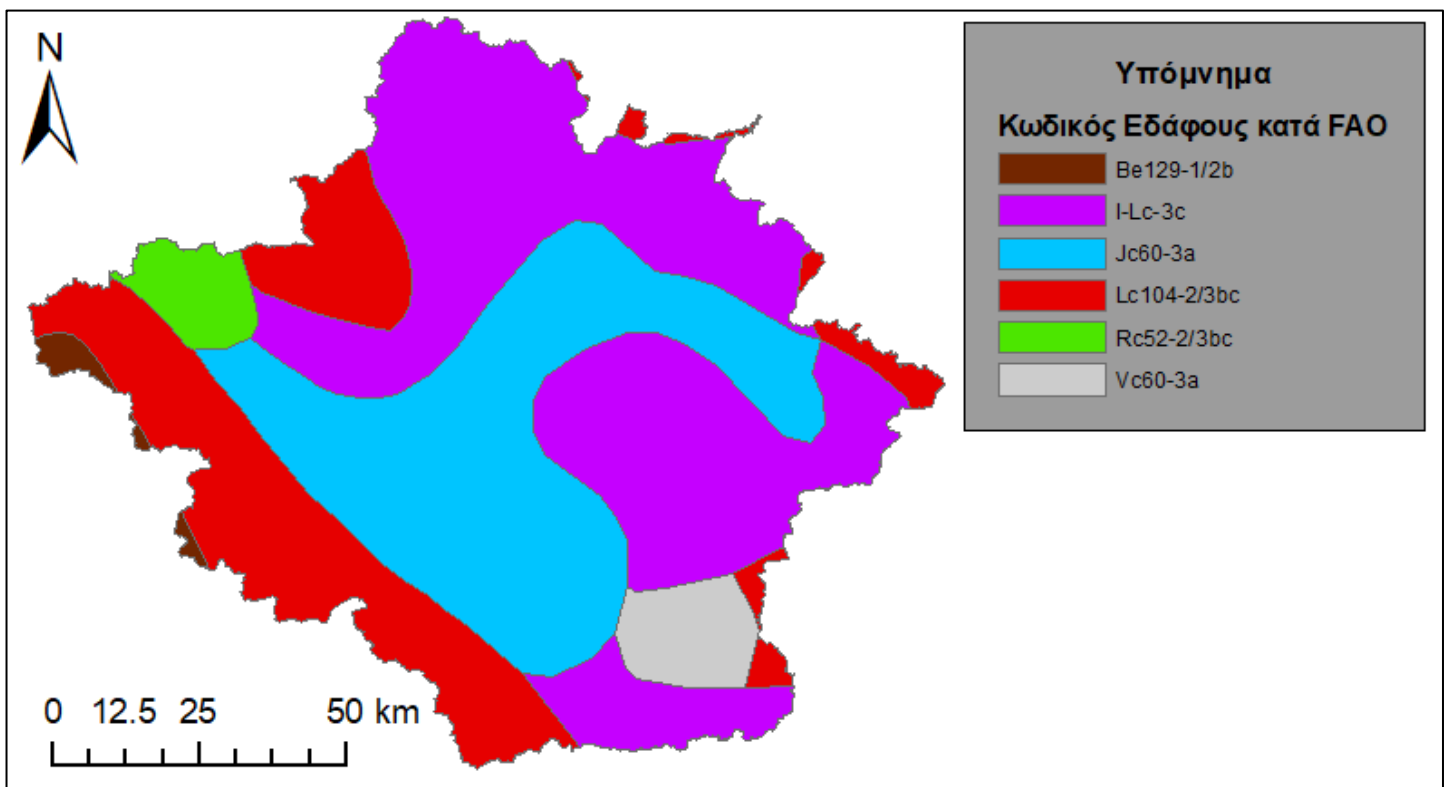 N
Υπόμνημα
Κωδικός Εδάφους κατά FAO
Be129-1/2b
I-Lc-3c
Jc60-3a
Lc104-2/3bc
Rc52-2/3bc
Vc60-3a
0 12.5 25 50 km